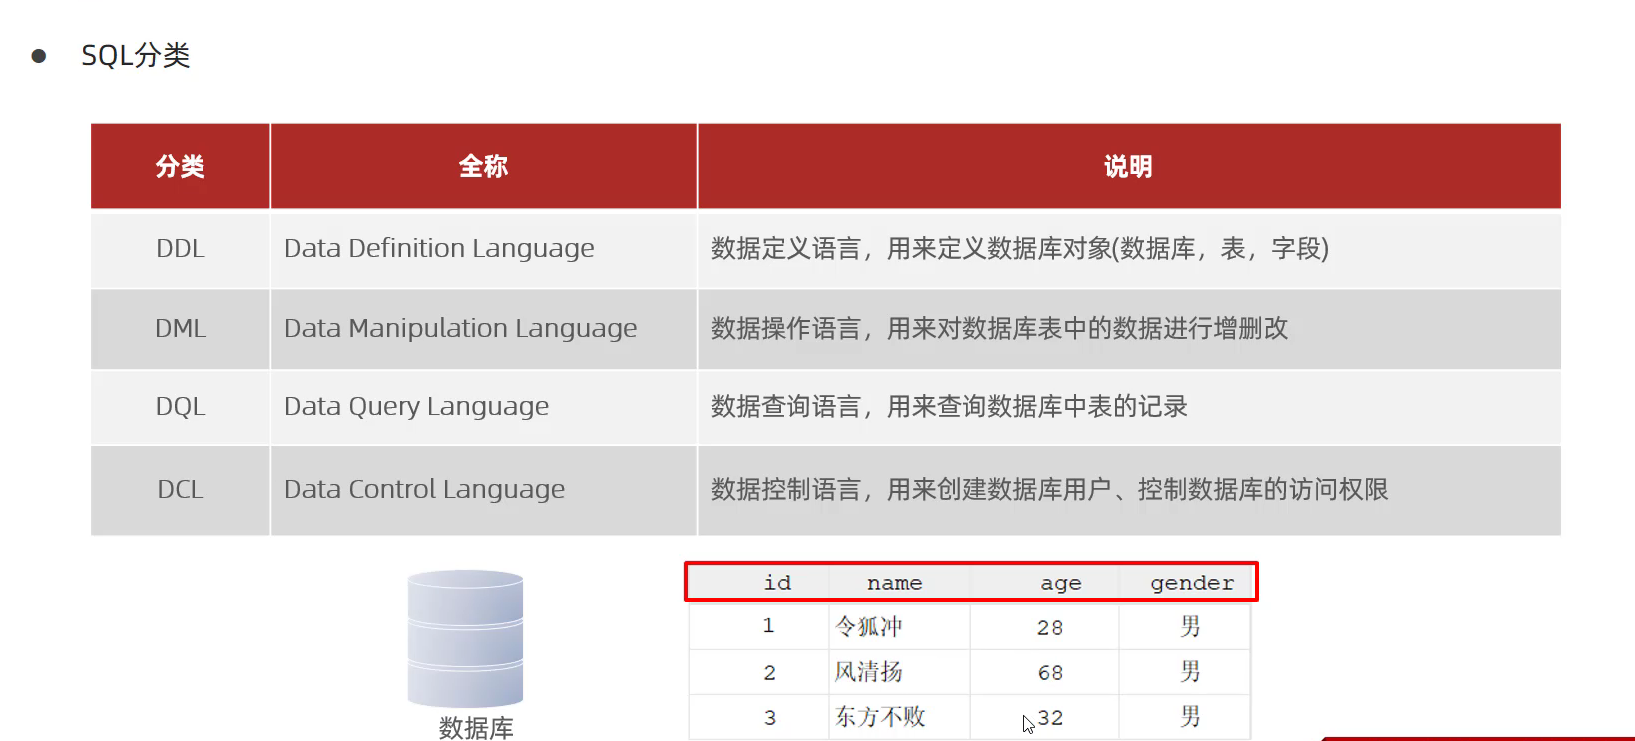 SQL分类
分类 全称 说明
DDL Data Definition Language 数据定义语言，用来定义数据库对象(数据库，表，字段)
DML Data Manipulation Language 数据操作语言，用来对数据库表中的数据进行增删改
DQL Data Query Language 数据查询语言，用来查询数据库中表的记录
DCL Data Control Language 数据控制语言，用来创建数据库用户、控制数据库的访问权限
id name age gender
1 令狐冲 28 男
2 风清扬 68 男
3 东方不败 32 男
数据库